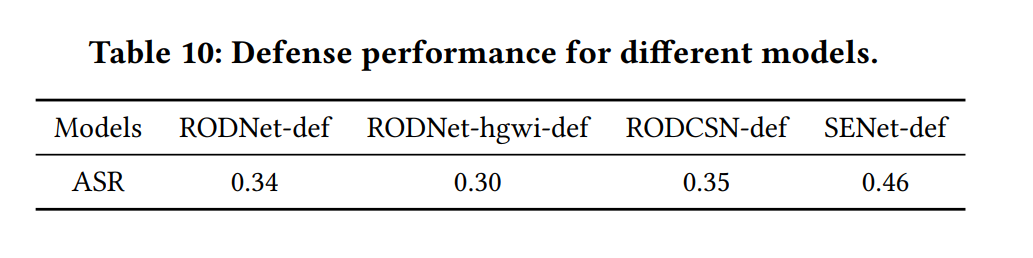 Table 10: Defense performance for different models.
Models RODNet-def RODNet-hgwi-def RODCSN-def SENet-def
ASR 0.34 0.30 0.35 0.46